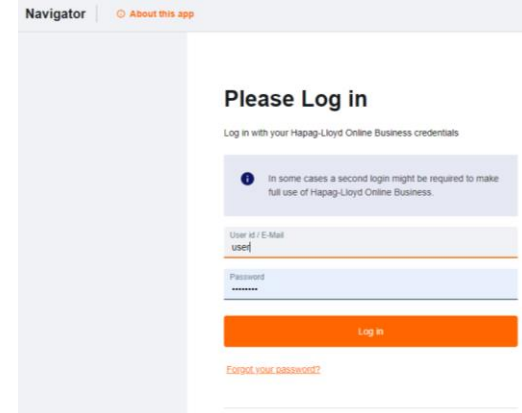 Navigator
About this app
Please Log in
Log in with your Hapag-Lloyd Online Business credentials
In some cases a second login might be required to make
full use of Hapag-Lloyd Online Business.
User id / E-Mail
user
Password
••••••••
Log in
Forgot your password?